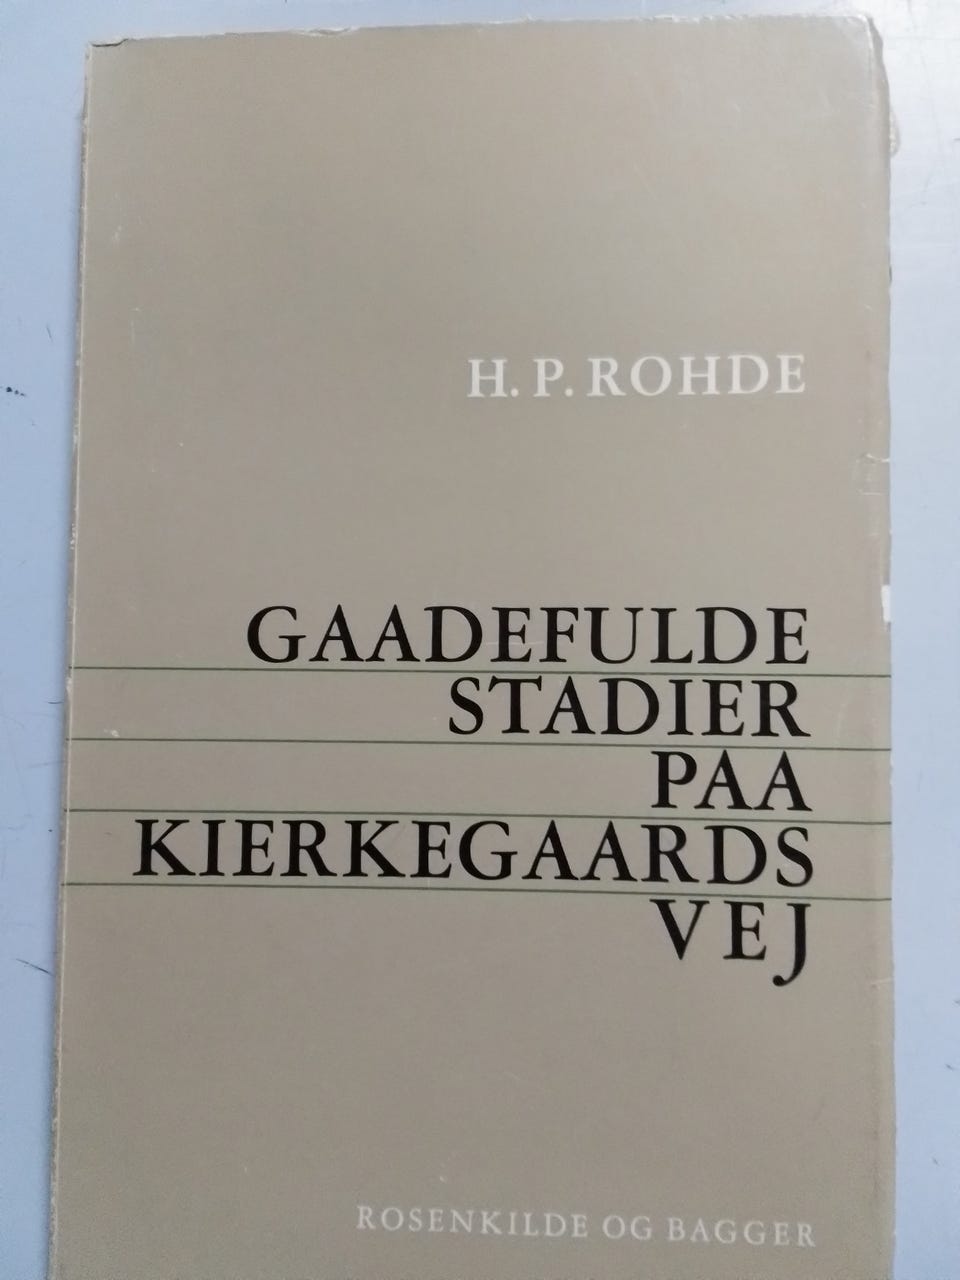 H. P. ROHDE
GAADEFULDE
STADIER
PAA
KIERKEGAARDS
VEJ
ROSENKILDE OG BAGGER